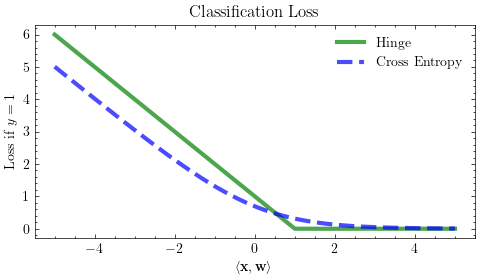 Classification Loss
Hinge
Cross Entropy
Loss if y = 1
6
5
4
3
2
1
0
−4
−2
0
2
4
⟨x, w⟩